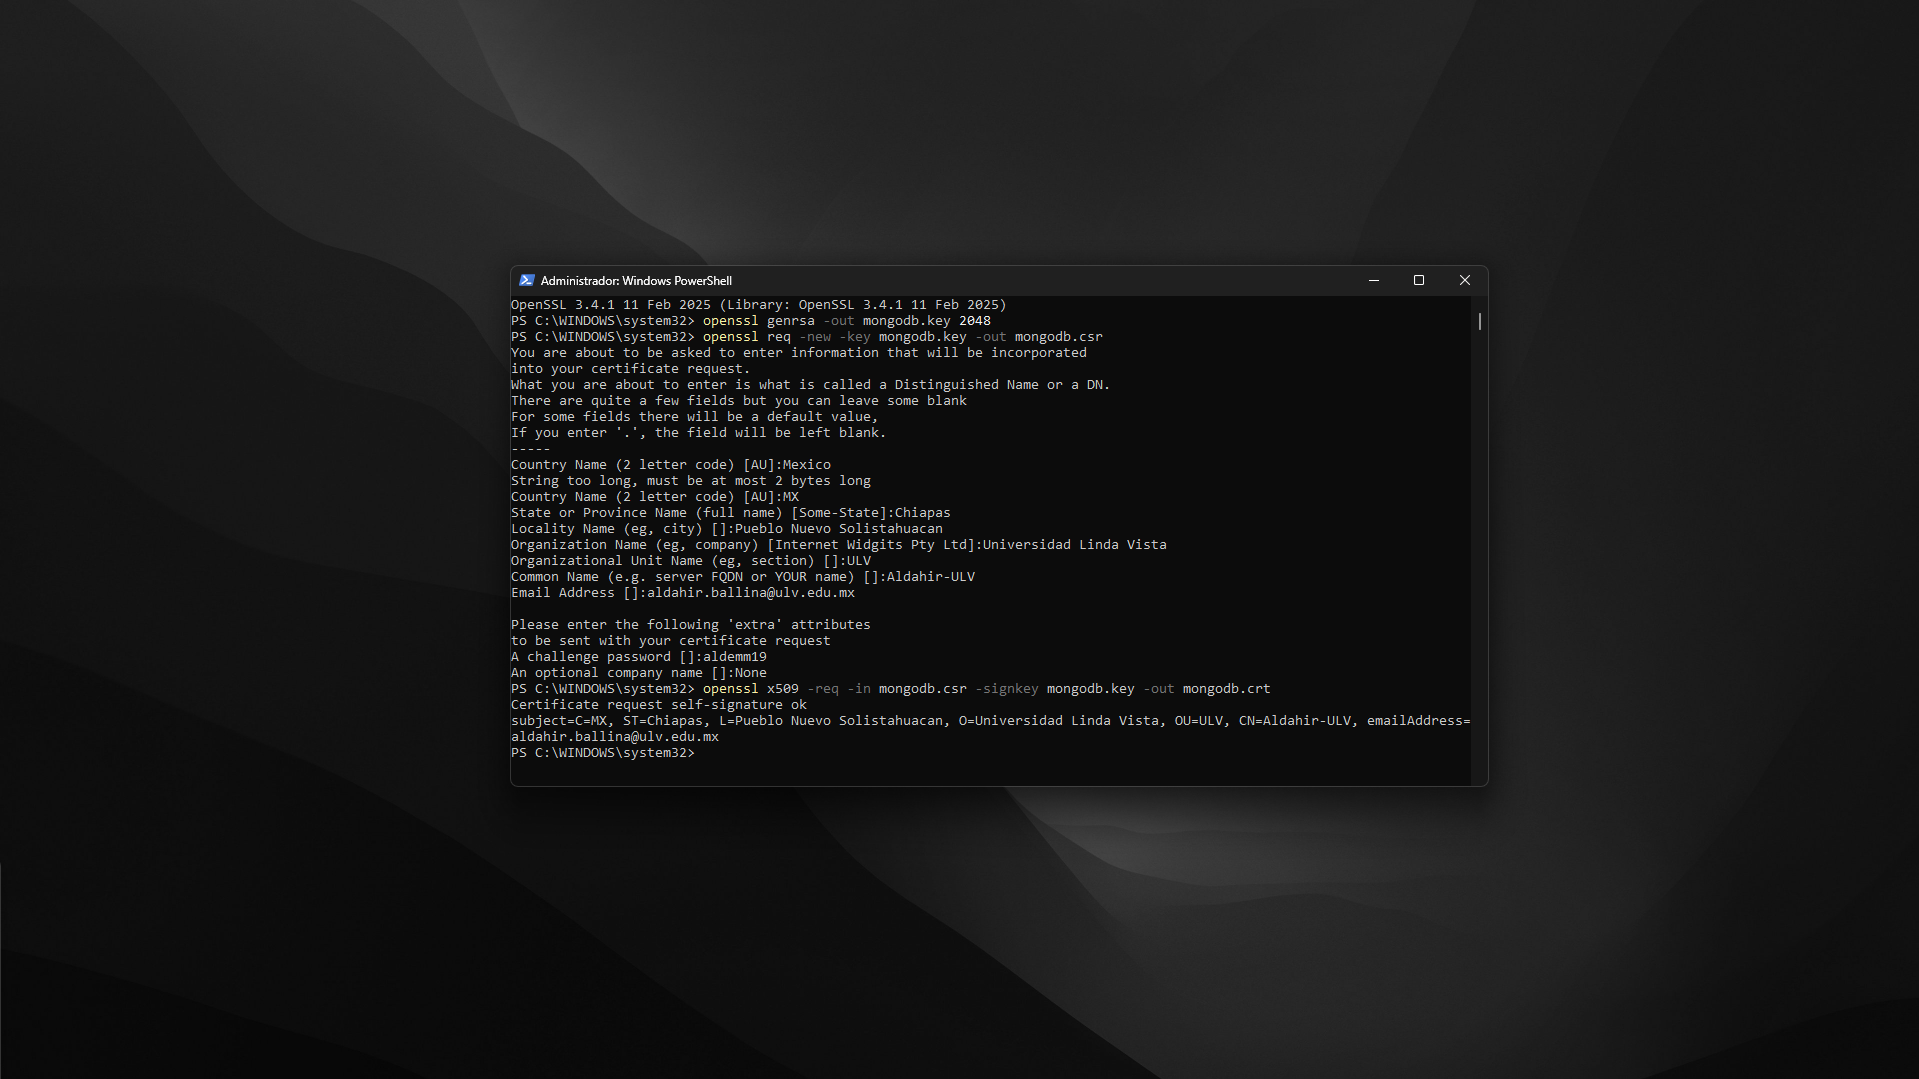 Administrador: Windows PowerShell
OpenSSL 3.4.1 11 Feb 2025 (Library: OpenSSL 3.4.1 11 Feb 2025)
PS C:\WINDOWS\system32> openssl genrsa -out mongodb.key 2048
PS C:\WINDOWS\system32> openssl req -new -key mongodb.key -out mongodb.csr
You are about to be asked to enter information that will be incorporated
into your certificate request.
What you are about to enter is what is called a Distinguished Name or a DN.
There are quite a few fields but you can leave some blank
For some fields there will be a default value,
If you enter '.', the field will be left blank.
-----
Country Name (2 letter code) [AU]:Mexico
String too long, must be at most 2 bytes long
Country Name (2 letter code) [AU]:MX
State or Province Name (full name) [Some-State]:Chiapas
Locality Name (eg, city) []:Pueblo Nuevo Solistahuacan
Organization Name (eg, company) [Internet Widgits Pty Ltd]:Universidad Linda Vista
Organizational Unit Name (eg, section) []:ULV
Common Name (e.g. server FQDN or YOUR name) []:Aldahir-ULV
Email Address []:aldahir.ballina@ulv.edu.mx
Please enter the following 'extra' attributes
to be sent with your certificate request
A challenge password []:aldemm19
An optional company name []:None
PS C:\WINDOWS\system32> openssl x509 -req -in mongodb.csr -signkey mongodb.key -out mongodb.crt
Certificate request self-signature ok
subject=C=MX, ST=Chiapas, L=Pueblo Nuevo Solistahuacan, O=Universidad Linda Vista, OU=ULV, CN=Aldahir-ULV, emailAddress=
aldahir.ballina@ulv.edu.mx
PS C:\WINDOWS\system32>